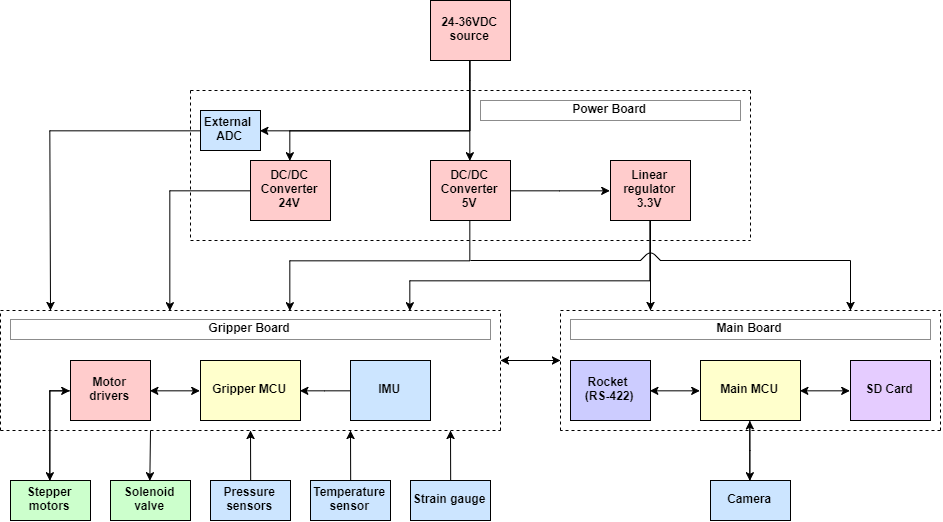 24-36VDC
source
Power Board
External
ADC
DC/DC
Converter
24V
DC/DC
Converter
5V
Linear
regulator
3.3V
Gripper Board
Main Board
Motor
drivers
Gripper MCU
IMU
Rocket
(RS-422)
Main MCU
SD Card
Stepper
motors
Solenoid
valve
Pressure
sensors
Temperature
sensor
Strain gauge
Camera